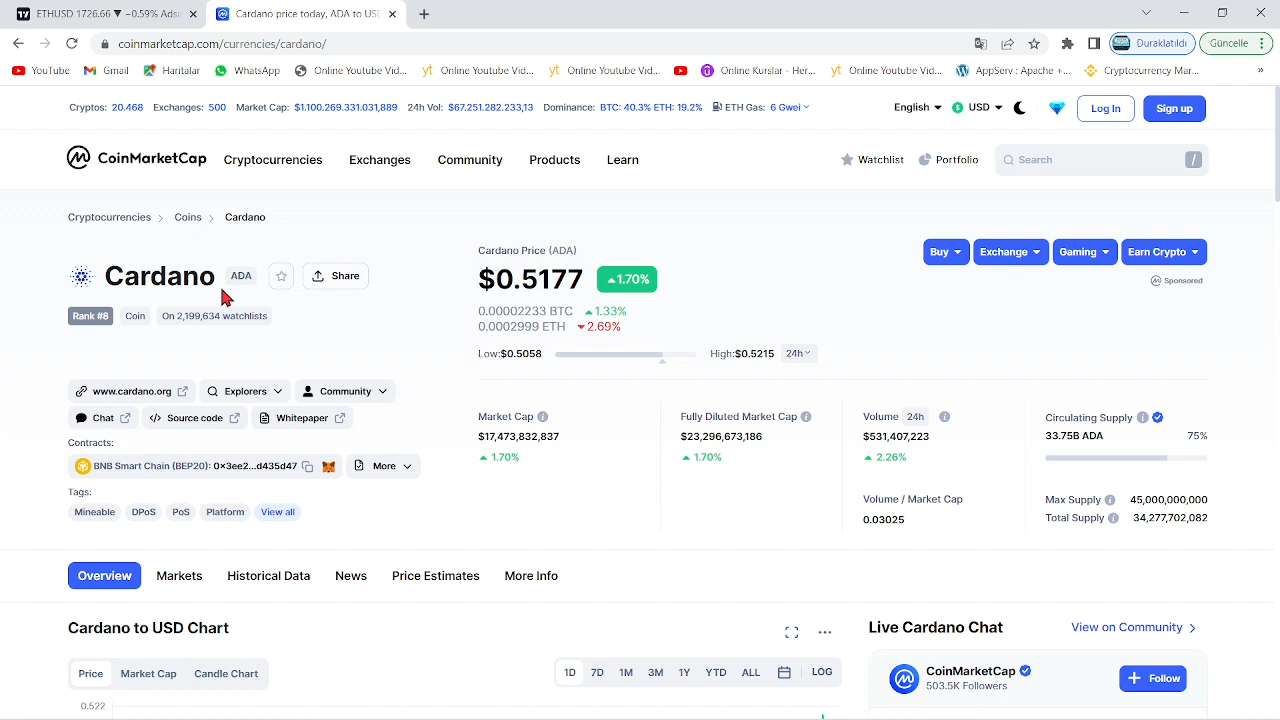 ETHUSD 1726.66 ▼ −0.59% Adsı
Cardano price today, ADA to USD
coinmarketcap.com/currencies/cardano/
Duraklatıldı
Güncelle
YouTube
Gmail
Haritalar
WhatsApp
Online Youtube Vid...
Online Youtube Vid...
Online Youtube Vid...
Online Kurslar - Her...
Online Youtube Vid...
AppServ : Apache +...
Cryptocurrency Mar...
»
Cryptos: 20.468 Exchanges: 500 Market Cap: $1.100.269.331.031,889 24h Vol: $67.251.282.233,13 Dominance: BTC: 40.3% ETH: 19.2% ETH Gas: 6 Gwei
English USD Log In Sign up
CoinMarketCap Cryptocurrencies Exchanges Community Products Learn
Watchlist Portfolio Search /
Cryptocurrencies > Coins > Cardano
Cardano ADA Share
Rank #8 Coin On 2,199,634 watchlists
www.cardano.org Explorers Community
Chat Source code Whitepaper
Contracts:
BNB Smart Chain (BEP20): 0x3ee2...d435d47 More
Tags:
Mineable DPoS PoS Platform View all
Cardano Price (ADA)
$0.5177 ▲1.70%
0.00002233 BTC ▲1.33%
0.0002999 ETH ▼2.69%
Low:$0.5058 High:$0.5215 24h
Buy Exchange Gaming Earn Crypto
Sponsored
Market Cap
$17,473,832,837
▲ 1.70%
Fully Diluted Market Cap
$23,296,673,186
▲ 1.70%
Volume 24h
$531,407,223
▲ 2.26%
Volume / Market Cap
0.03025
Circulating Supply
33.75B ADA 75%
Max Supply 45,000,000,000
Total Supply 34,277,702,082
Overview Markets Historical Data News Price Estimates More Info
Cardano to USD Chart
Price Market Cap Candle Chart
1D 7D 1M 3M 1Y YTD ALL LOG
0.522
Live Cardano Chat View on Community >
CoinMarketCap
503.5K Followers
+ Follow